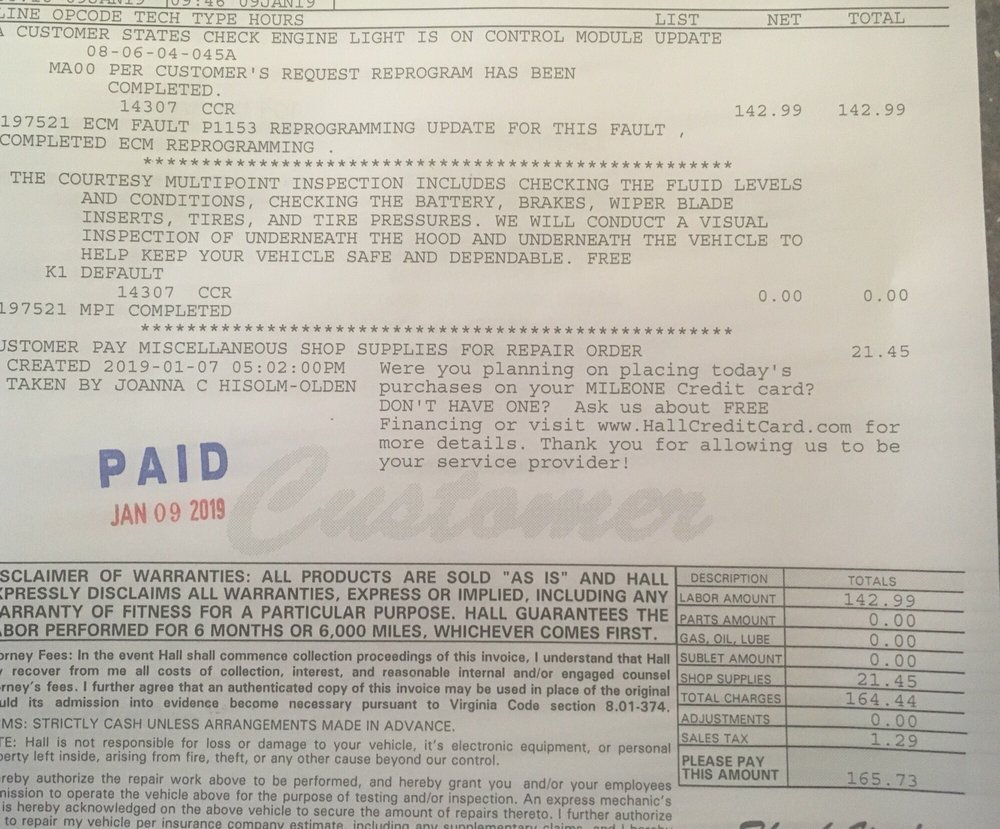 09:46 09JAN19
LINE OPCODE TECH TYPE HOURS LIST NET TOTAL
A CUSTOMER STATES CHECK ENGINE LIGHT IS ON CONTROL MODULE UPDATE
08-06-04-045A
MA00 PER CUSTOMER'S REQUEST REPROGRAM HAS BEEN
COMPLETED.
14307 CCR 142.99 142.99
197521 ECM FAULT P1153 REPROGRAMMING UPDATE FOR THIS FAULT ,
COMPLETED ECM REPROGRAMMING .
****************************************************
THE COURTESY MULTIPOINT INSPECTION INCLUDES CHECKING THE FLUID LEVELS
AND CONDITIONS, CHECKING THE BATTERY, BRAKES, WIPER BLADE
INSERTS, TIRES, AND TIRE PRESSURES. WE WILL CONDUCT A VISUAL
INSPECTION OF UNDERNEATH THE HOOD AND UNDERNEATH THE VEHICLE TO
HELP KEEP YOUR VEHICLE SAFE AND DEPENDABLE. FREE
K1 DEFAULT
14307 CCR 0.00 0.00
197521 MPI COMPLETED
****************************************************
USTOMER PAY MISCELLANEOUS SHOP SUPPLIES FOR REPAIR ORDER 21.45
CREATED 2019-01-07 05:02:00PM
TAKEN BY JOANNA C HISOLM-OLDEN
Were you planning on placing today's
purchases on your MILEONE Credit card?
DON'T HAVE ONE? Ask us about FREE
Financing or visit www.HallCreditCard.com for
more details. Thank you for allowing us to be
your service provider!
PAID
JAN 09 2019
Customer
SCLAIMER OF WARRANTIES: ALL PRODUCTS ARE SOLD "AS IS" AND HALL
XPRESSLY DISCLAIMS ALL WARRANTIES, EXPRESS OR IMPLIED, INCLUDING ANY
ARRANTY OF FITNESS FOR A PARTICULAR PURPOSE. HALL GUARANTEES THE
ABOR PERFORMED FOR 6 MONTHS OR 6,000 MILES, WHICHEVER COMES FIRST.
orney Fees: In the event Hall shall commence collection proceedings of this invoice, I understand that Hall
y recover from me all costs of collection, interest, and reasonable internal and/or engaged counsel
orney's fees. I further agree that an authenticated copy of this invoice may be used in place of the original
uld its admission into evidence become necessary pursuant to Virginia Code section 8.01-374.
MS: STRICTLY CASH UNLESS ARRANGEMENTS MADE IN ADVANCE.
TE: Hall is not responsible for loss or damage to your vehicle, it's electronic equipment, or personal
perty left inside, arising from fire, theft, or any other cause beyond our control.
ereby authorize the repair work above to be performed, and hereby grant you and/or your employees
mission to operate the vehicle above for the purpose of testing and/or inspection. An express mechanic's
is hereby acknowledged on the above vehicle to secure the amount of repairs thereto. I further authorize
to repair my vehicle per insurance company estimate, including any supplementary claims, and I hereby
DESCRIPTION TOTALS
LABOR AMOUNT 142.99
PARTS AMOUNT 0.00
GAS, OIL, LUBE 0.00
SUBLET AMOUNT 0.00
SHOP SUPPLIES 21.45
TOTAL CHARGES 164.44
ADJUSTMENTS 0.00
SALES TAX 1.29
PLEASE PAY
THIS AMOUNT 165.73